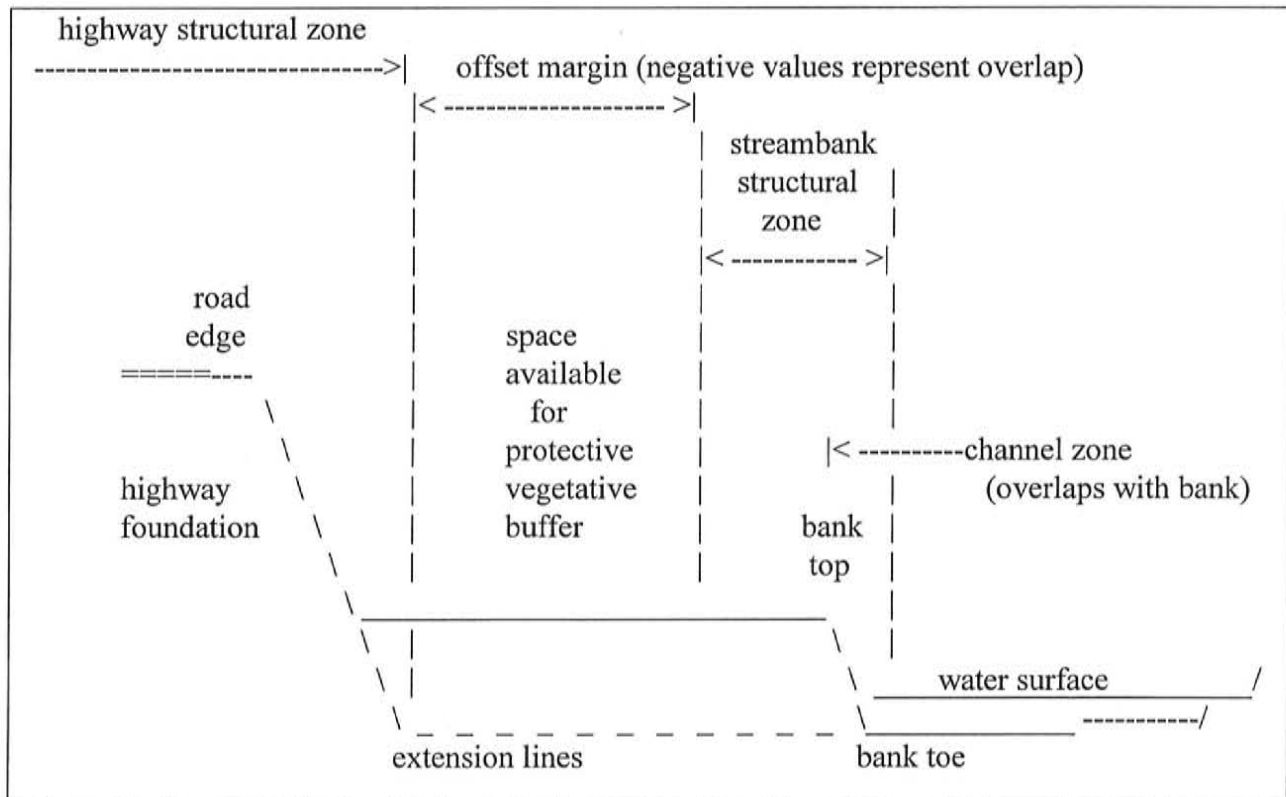 highway structural zone
offset margin (negative values represent overlap)
streambank
structural
zone
road
edge
space
available
for
protective
vegetative
buffer
channel zone
(overlaps with bank)
highway
foundation
bank
top
water surface
extension lines
bank toe